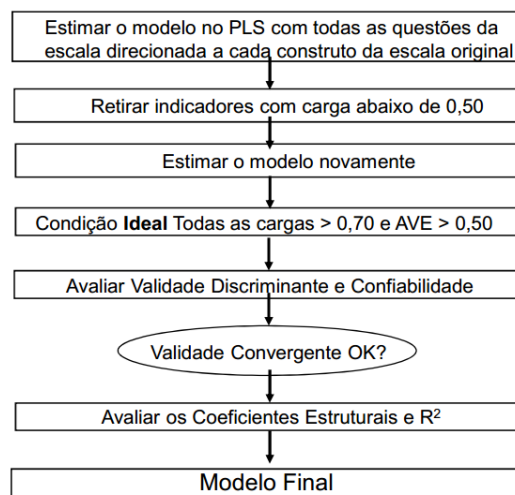 Estimar o modelo no PLS com todas as questões da
escala direcionada a cada construto da escala original
Retirar indicadores com carga abaixo de 0,50
Estimar o modelo novamente
Condição Ideal Todas as cargas > 0,70 e AVE > 0,50
Avaliar Validade Discriminante e Confiabilidade
Validade Convergente OK?
Avaliar os Coeficientes Estruturais e R²
Modelo Final